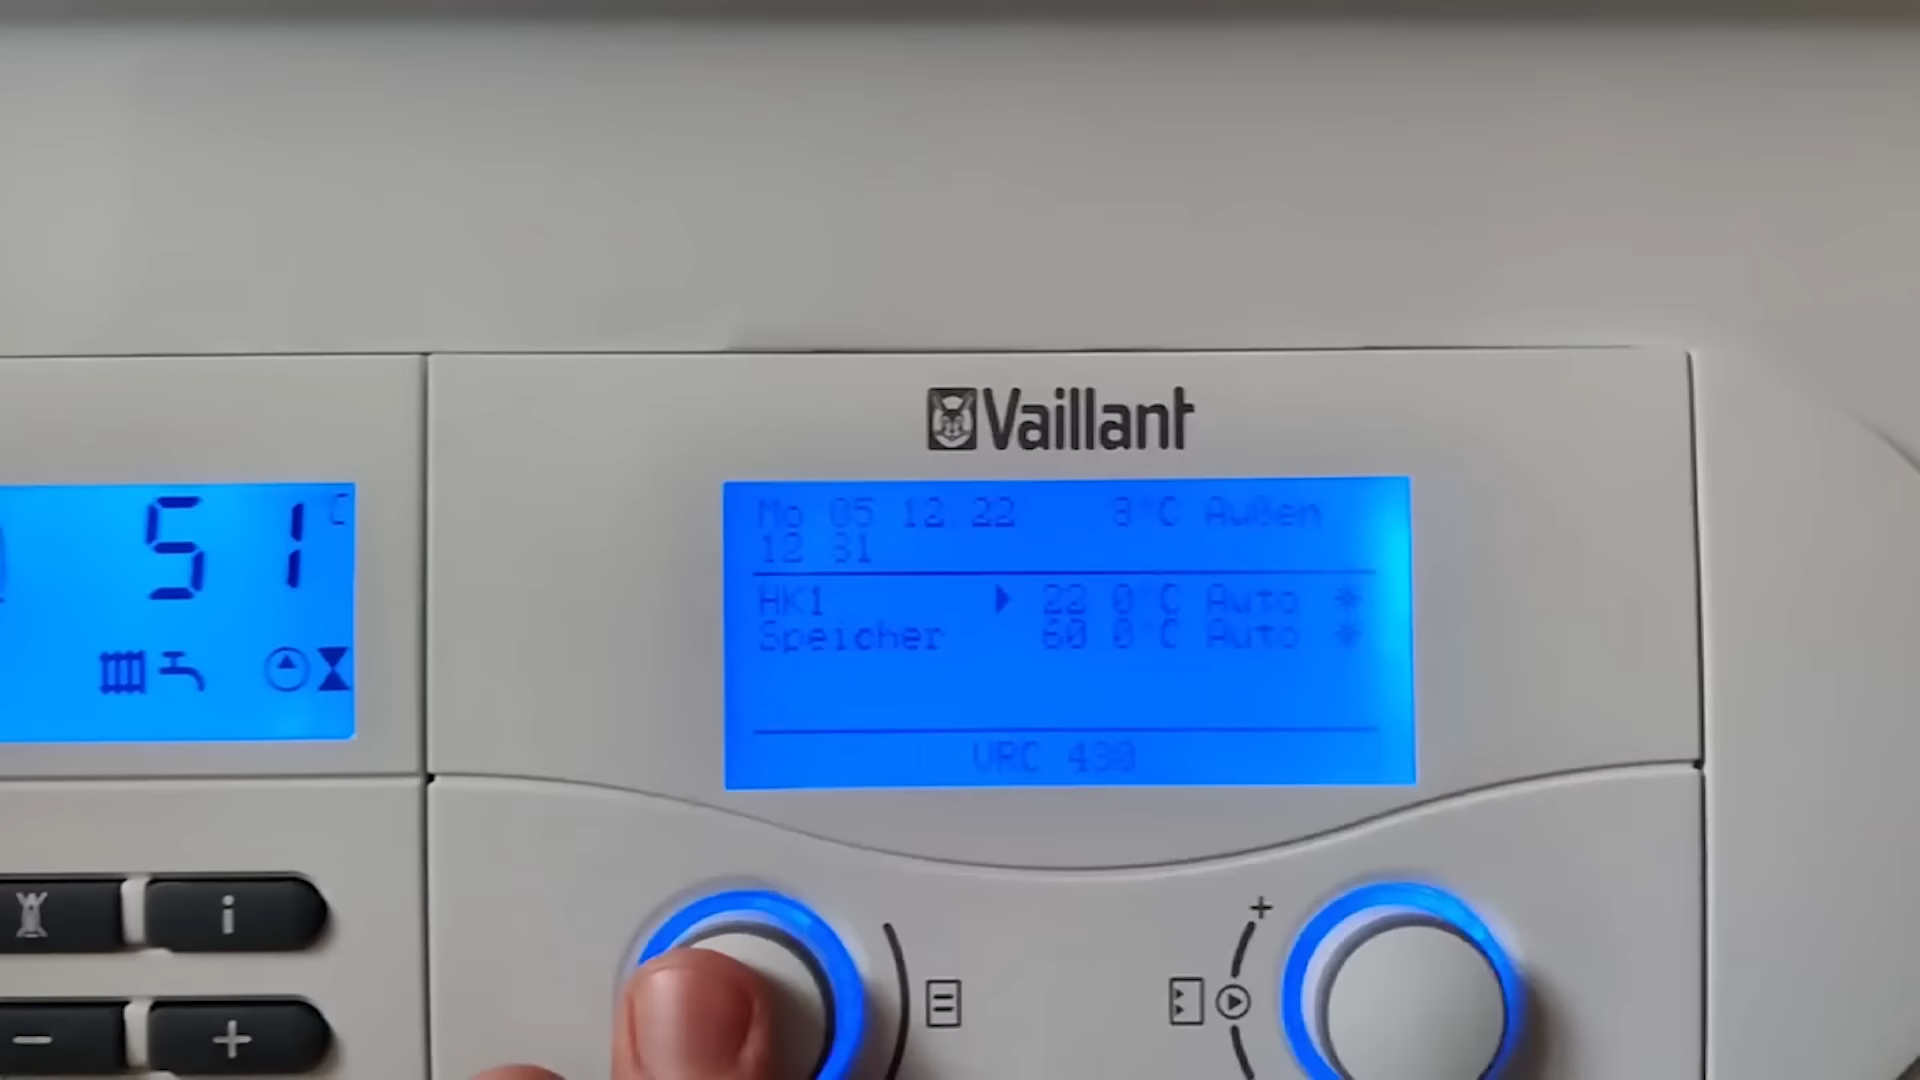 Vaillant
51 °C
Mo 05 12 22 3°C Außen
12 31
HK1 22 0°C Auto
Speicher 60 0°C Auto
VRC 430
i
- +
+